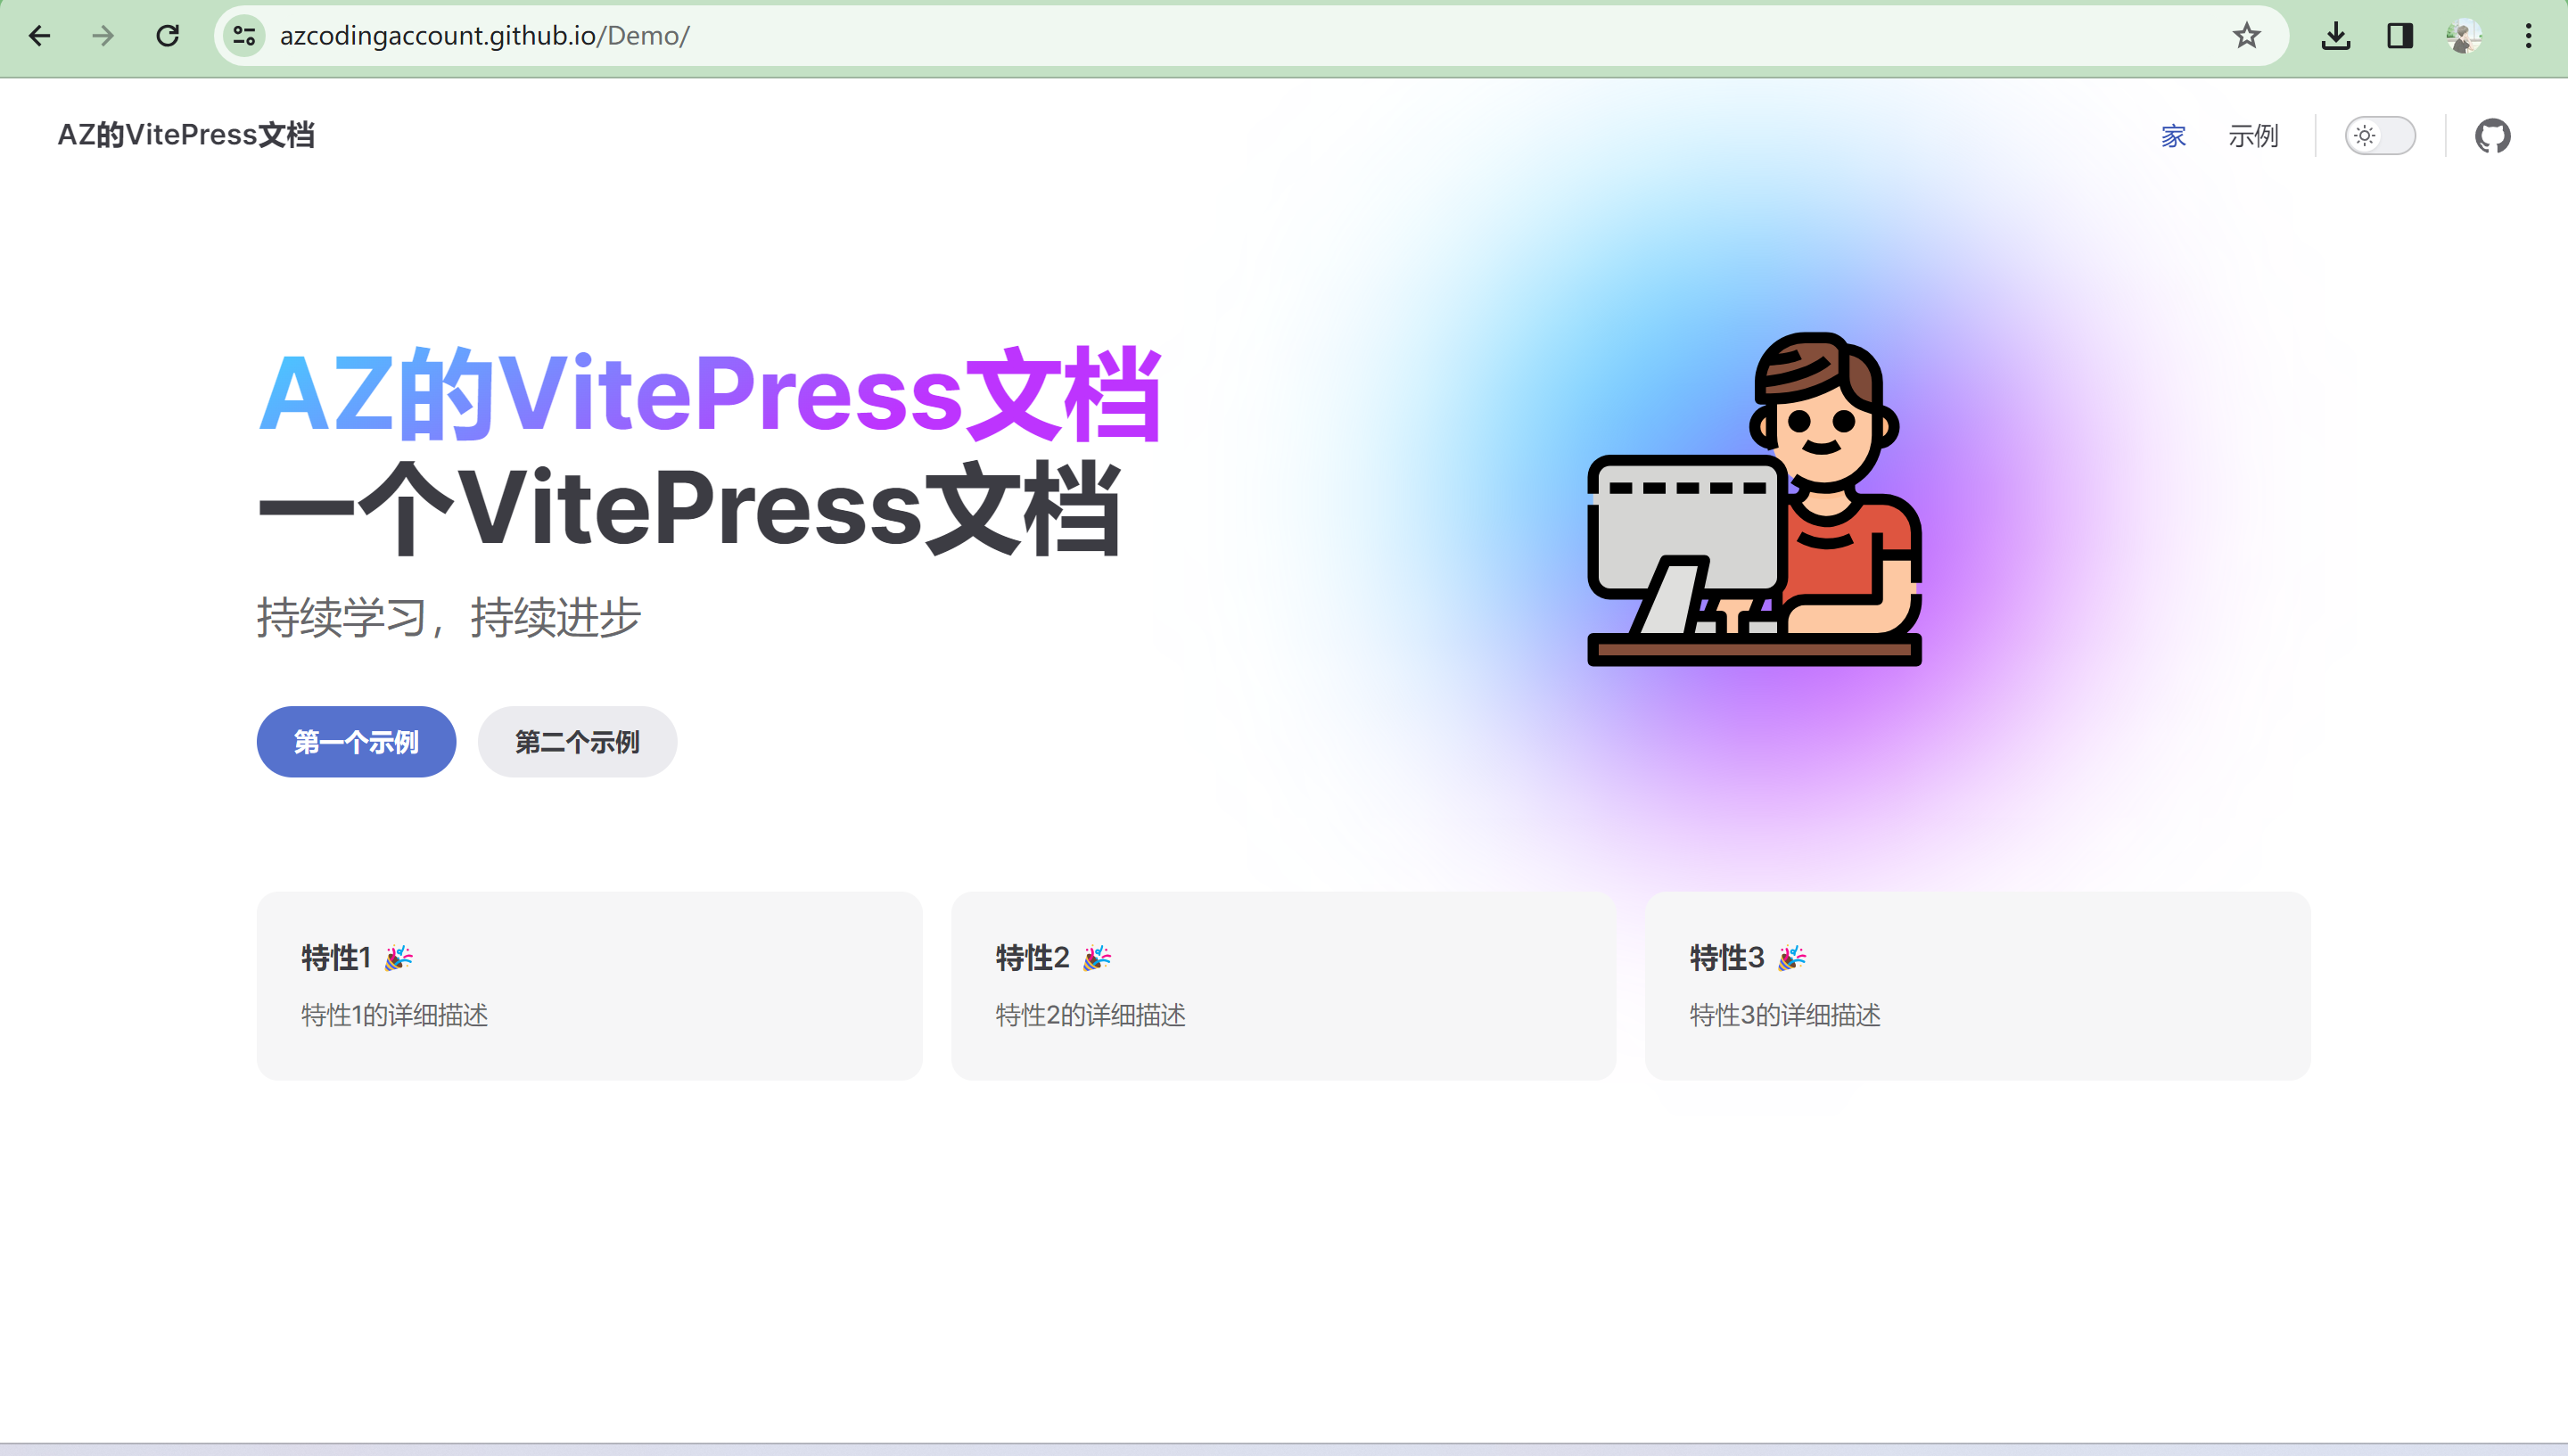 azcodingaccount.github.io/Demo/
AZ的VitePress文档
家 示例
AZ的VitePress文档
一个VitePress文档
持续学习，持续进步
第一个示例 第二个示例
特性1 🎉 特性2 🎉 特性3 🎉
特性1的详细描述 特性2的详细描述 特性3的详细描述